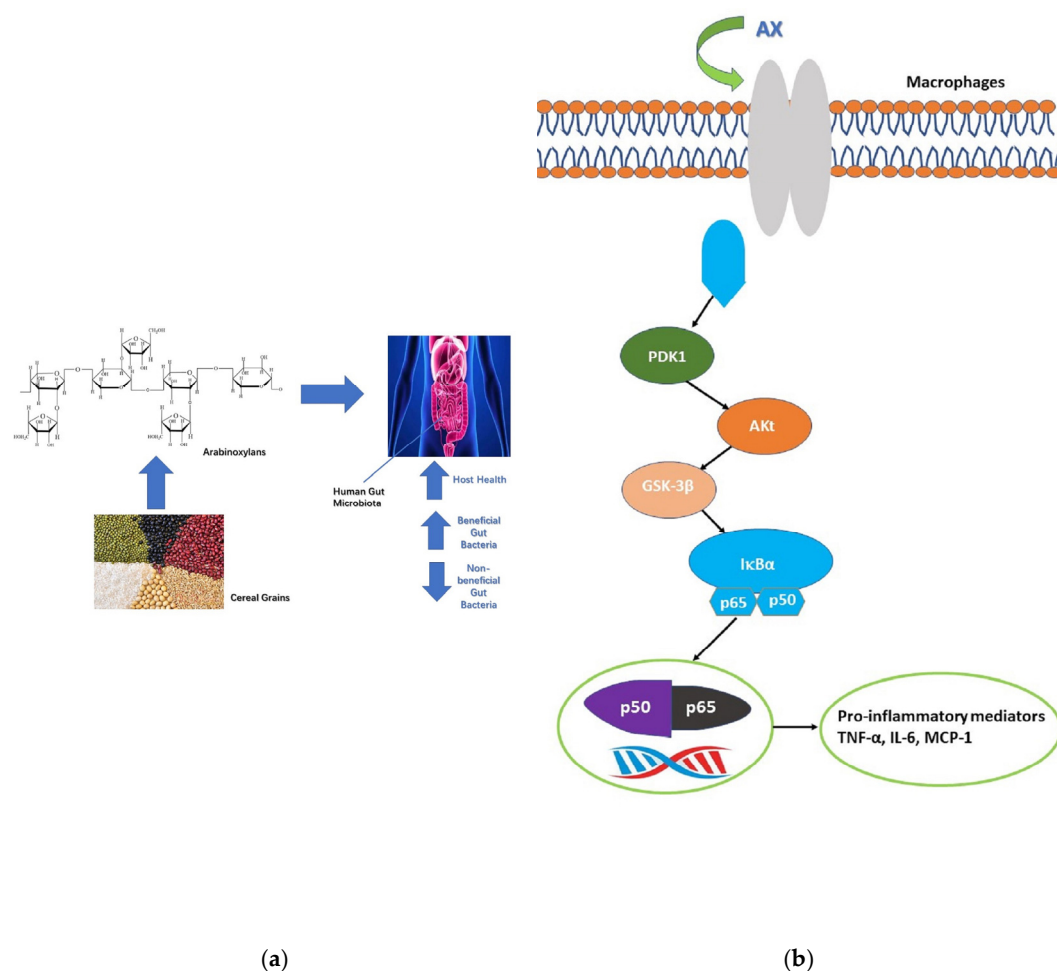 Arabinoxylans
Cereal Grains
Human Gut
Microbiota
Host Health
Beneficial
Gut
Bacteria
Non-
beneficial
Gut
Bacteria
(a)
AX
Macrophages
PDK1
AKt
GSK-3β
IκBα
p65 p50
p50 p65
Pro-inflammatory mediators
TNF-α, IL-6, MCP-1
(b)